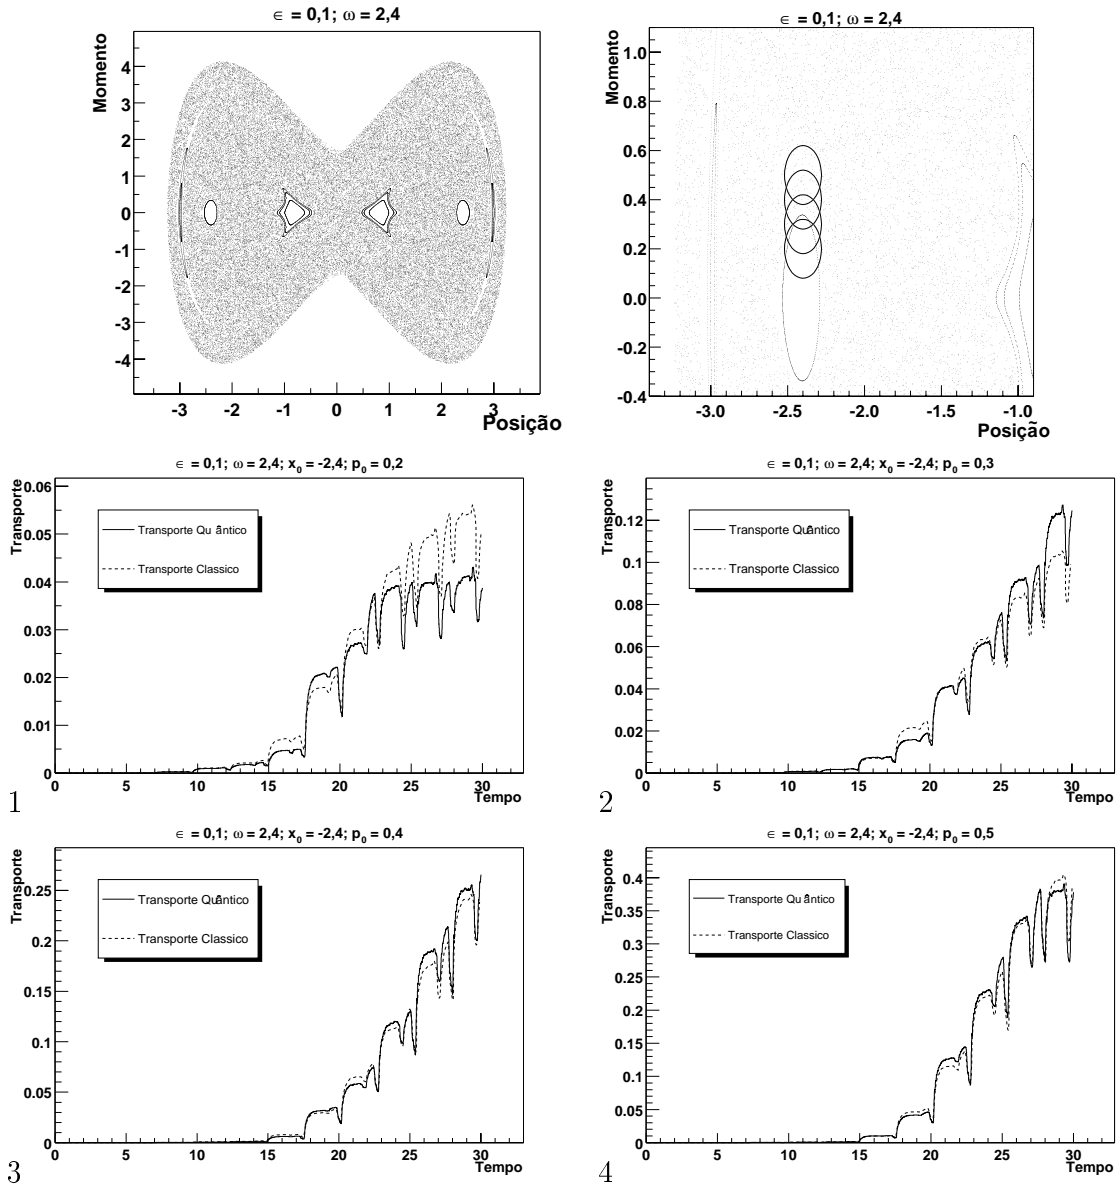 ∈ = 0,1; ω = 2,4
Momento
4
3
2
1
0
-1
-2
-3
-4
-3 -2 -1 0 1 2 3
Posição
∈ = 0,1; ω = 2,4
Momento
1.0
0.8
0.6
0.4
0.2
0.0
-0.2
-0.4
-3.0 -2.5 -2.0 -1.5 -1.0
Posição
∈ = 0,1; ω = 2,4; x0 = -2,4; p0 = 0,2
Transporte
0.06
0.05
0.04
0.03
0.02
0.01
0
Transporte Quântico
Transporte Classico
0 5 10 15 20 25 30
Tempo
1
∈ = 0,1; ω = 2,4; x0 = -2,4; p0 = 0,3
Transporte
0.12
0.1
0.08
0.06
0.04
0.02
0
Transporte Quântico
Transporte Classico
0 5 10 15 20 25 30
Tempo
2
∈ = 0,1; ω = 2,4; x0 = -2,4; p0 = 0,4
Transporte
0.25
0.2
0.15
0.1
0.05
0
Transporte Quântico
Transporte Classico
0 5 10 15 20 25 30
Tempo
3
∈ = 0,1; ω = 2,4; x0 = -2,4; p0 = 0,5
Transporte
0.4
0.35
0.3
0.25
0.2
0.15
0.1
0.05
0
Transporte Quântico
Transporte Classico
0 5 10 15 20 25 30
Tempo
4